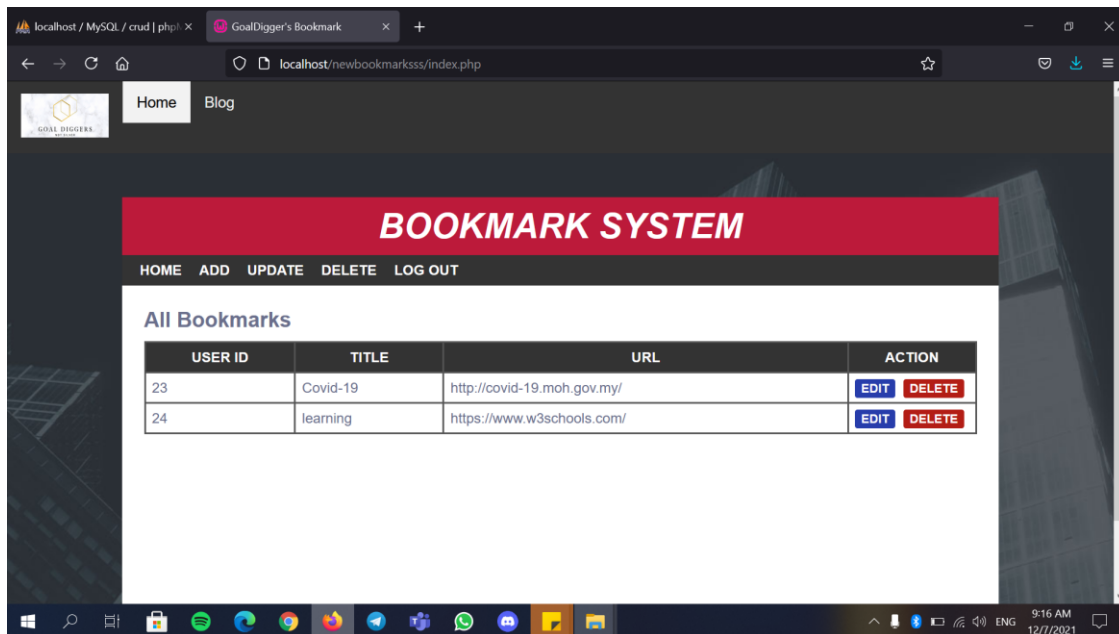 localhost / MySQL / crud | php
GoalDigger's Bookmark
localhost/newbookmarksss/index.php
GOAL DIGGERS
Home Blog
BOOKMARK SYSTEM
HOME ADD UPDATE DELETE LOG OUT
All Bookmarks
USER ID TITLE URL ACTION
23 Covid-19 http://covid-19.moh.gov.my/ EDIT DELETE
24 learning https://www.w3schools.com/ EDIT DELETE
ENG
9:16 AM
12/7/2021